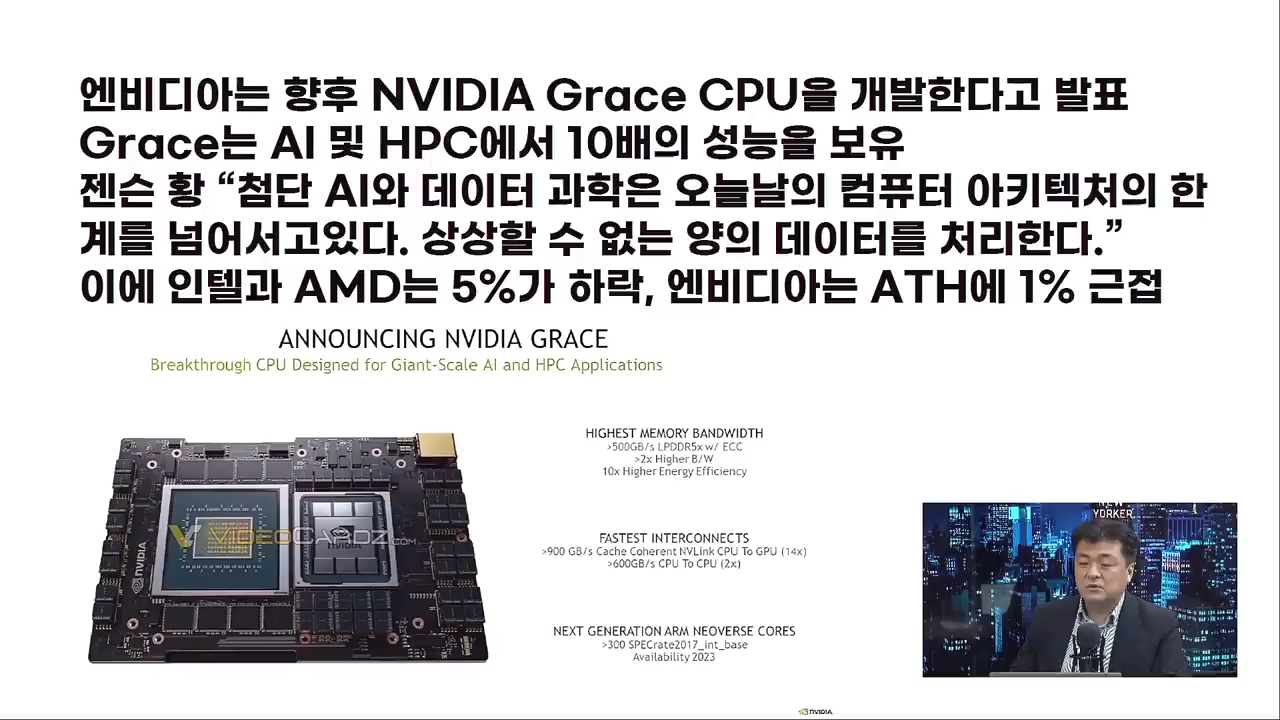 엔비디아는 향후 NVIDIA Grace CPU을 개발한다고 발표
Grace는 AI 및 HPC에서 10배의 성능을 보유
젠슨 황 “첨단 AI와 데이터 과학은 오늘날의 컴퓨터 아키텍처의 한
계를 넘어서고있다. 상상할 수 없는 양의 데이터를 처리한다.”
이에 인텔과 AMD는 5%가 하락, 엔비디아는 ATH에 1% 근접
ANNOUNCING NVIDIA GRACE
Breakthrough CPU Designed for Giant-Scale AI and HPC Applications
HIGHEST MEMORY BANDWIDTH
>500GB/s LPDDR5x w/ ECC
>2x Higher B/W
10x Higher Energy Efficiency
FASTEST INTERCONNECTS
>900 GB/s Cache Coherent NVLink CPU To GPU (14x)
>600GB/s CPU To CPU (2x)
NEXT GENERATION ARM NEOVERSE CORES
>300 SPECrate2017_int_base
Availability 2023
VIDEOCARDZ.COM
NVIDIA
NVIDIA
NEW
YORKER
NVIDIA